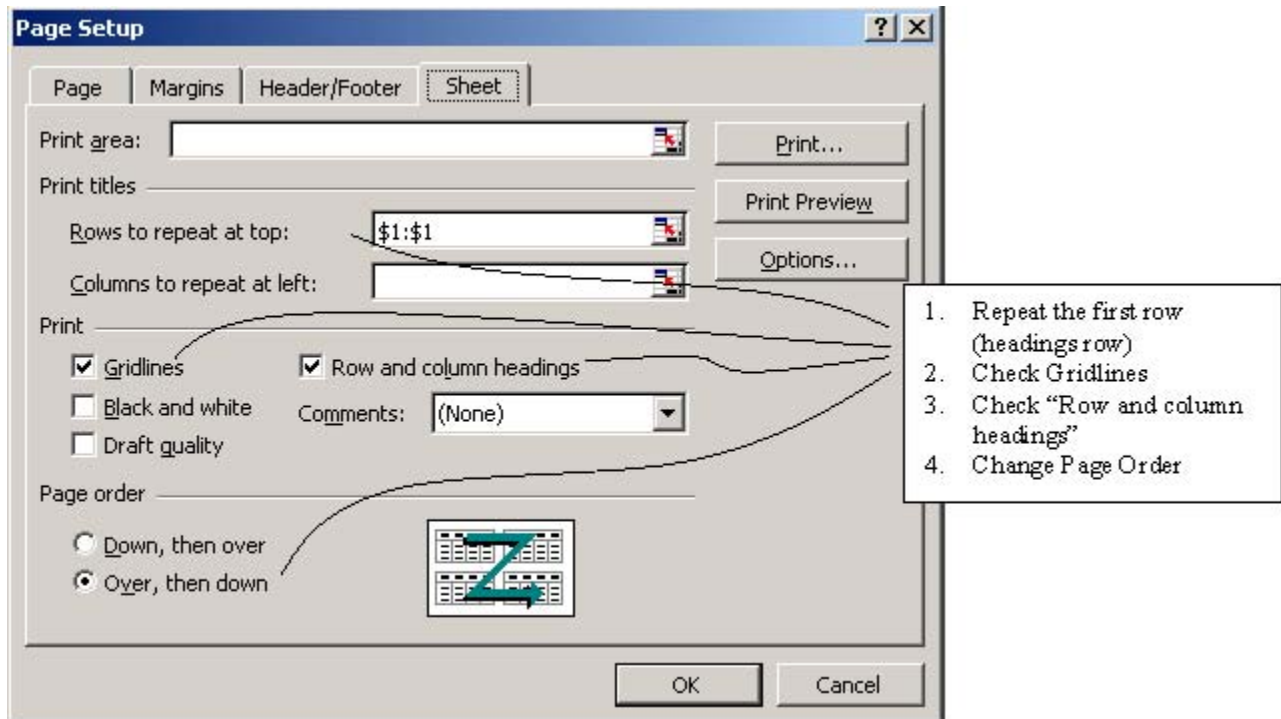 Page Setup
Page Margins Header/Footer Sheet
Print area:
Print...
Print titles
Print Preview
Rows to repeat at top: $1:$1
Options...
Columns to repeat at left:
Print
Gridlines Row and column headings
Black and white Comments: (None)
Draft quality
Page order
Down, then over
Over, then down
OK Cancel
1. Repeat the first row
(headings row)
2. Check Gridlines
3. Check “Row and column
headings”
4. Change Page Order